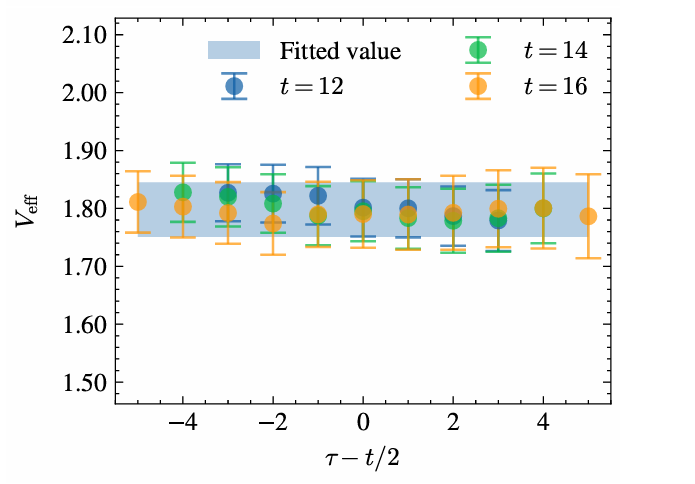 2.10
2.00
1.90
1.80
1.70
1.60
1.50
V_eff
Fitted value
t = 12
t = 14
t = 16
−4 −2 0 2 4
τ − t/2